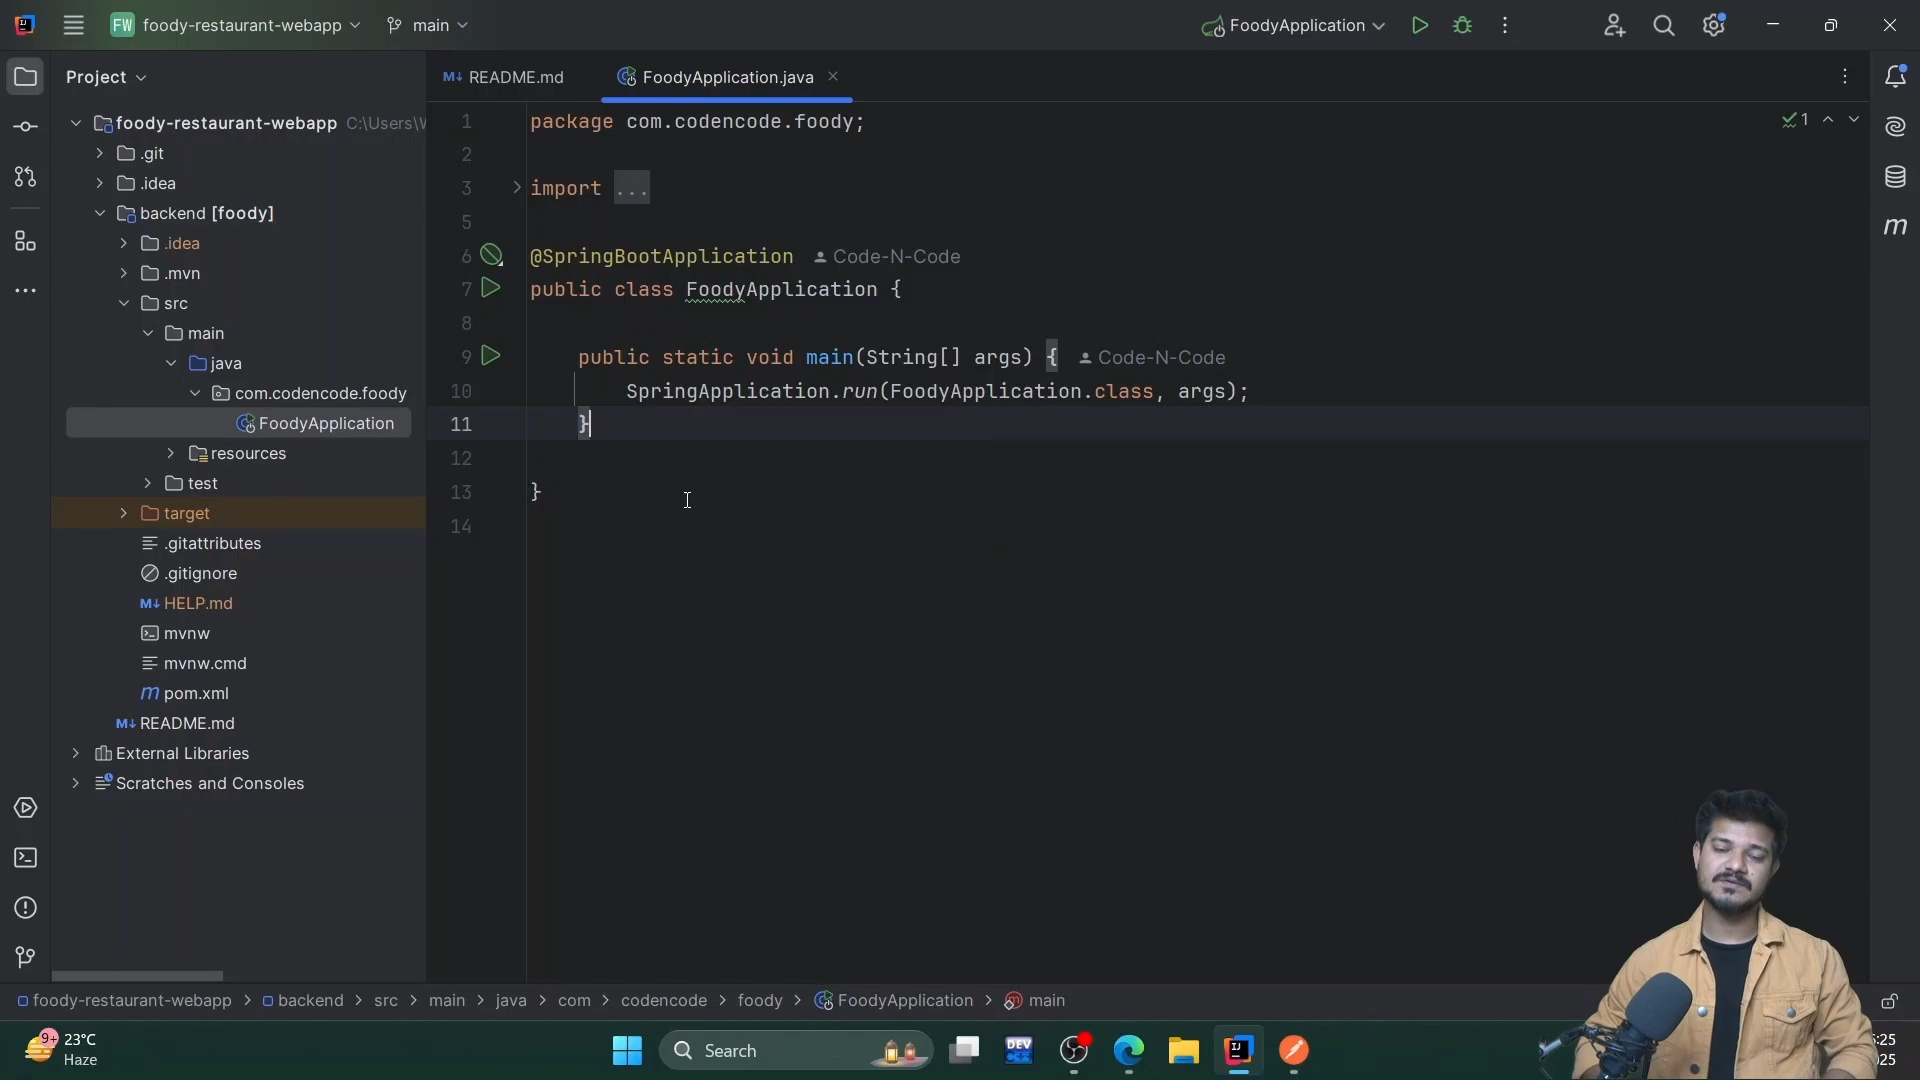 FW foody-restaurant-webapp main FoodyApplication
Project
README.md FoodyApplication.java
foody-restaurant-webapp C:\Users\
.git
.idea
backend [foody]
.idea
.mvn
src
main
java
com.codencode.foody
FoodyApplication
resources
test
target
.gitattributes
.gitignore
HELP.md
mvnw
mvnw.cmd
pom.xml
README.md
External Libraries
Scratches and Consoles
1 package com.codencode.foody;
2
3 import ...
5
6 @SpringBootApplication Code-N-Code
7 public class FoodyApplication {
8
9 public static void main(String[] args) { Code-N-Code
10 SpringApplication.run(FoodyApplication.class, args);
11 }
12
13 }
14
1
m
foody-restaurant-webapp > backend > src > main > java > com > codencode > foody > FoodyApplication > main
9+ 23°C
Haze
Search
DEV